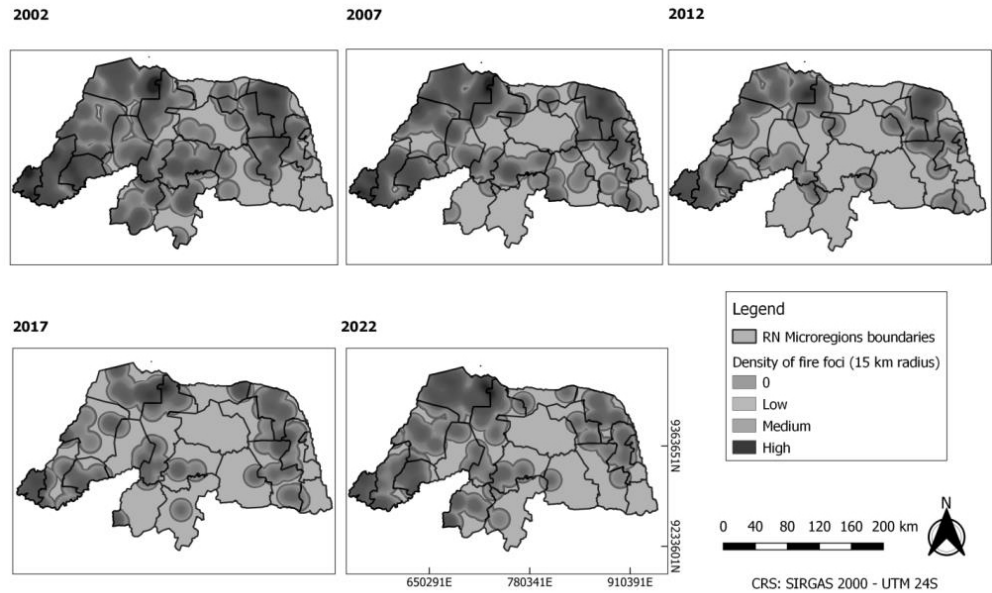 2002
2007
2012
2017
2022
9363651N
9233601N
650291E
780341E
910391E
Legend
RN Microregions boundaries
Density of fire foci (15 km radius)
0
Low
Medium
High
N
0 40 80 120 160 200 km
CRS: SIRGAS 2000 - UTM 24S